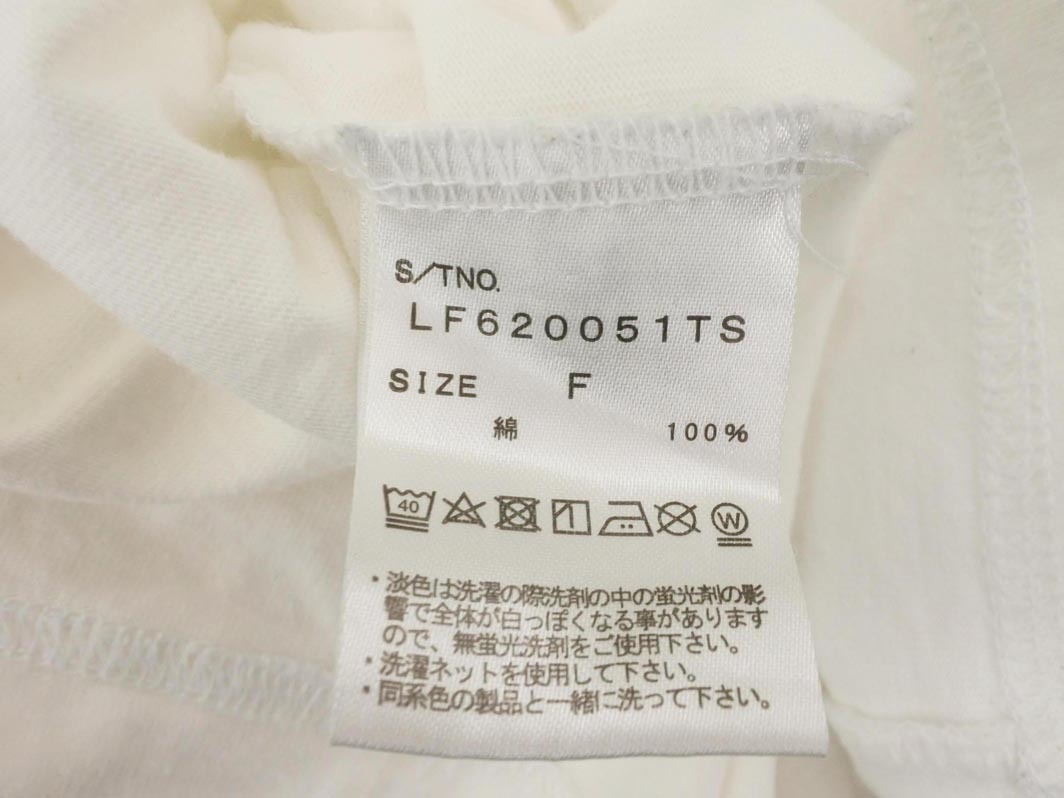 S/TNO.
LF620051TS
SIZE F
綿 100%
40 W
・淡色は洗濯の際洗剤の中の蛍光剤の影
響で全体が白っぽくなる事があります
ので、無蛍光洗剤をご使用下さい。
・洗濯ネットを使用して下さい。
・同系色の製品と一緒に洗って下さい。